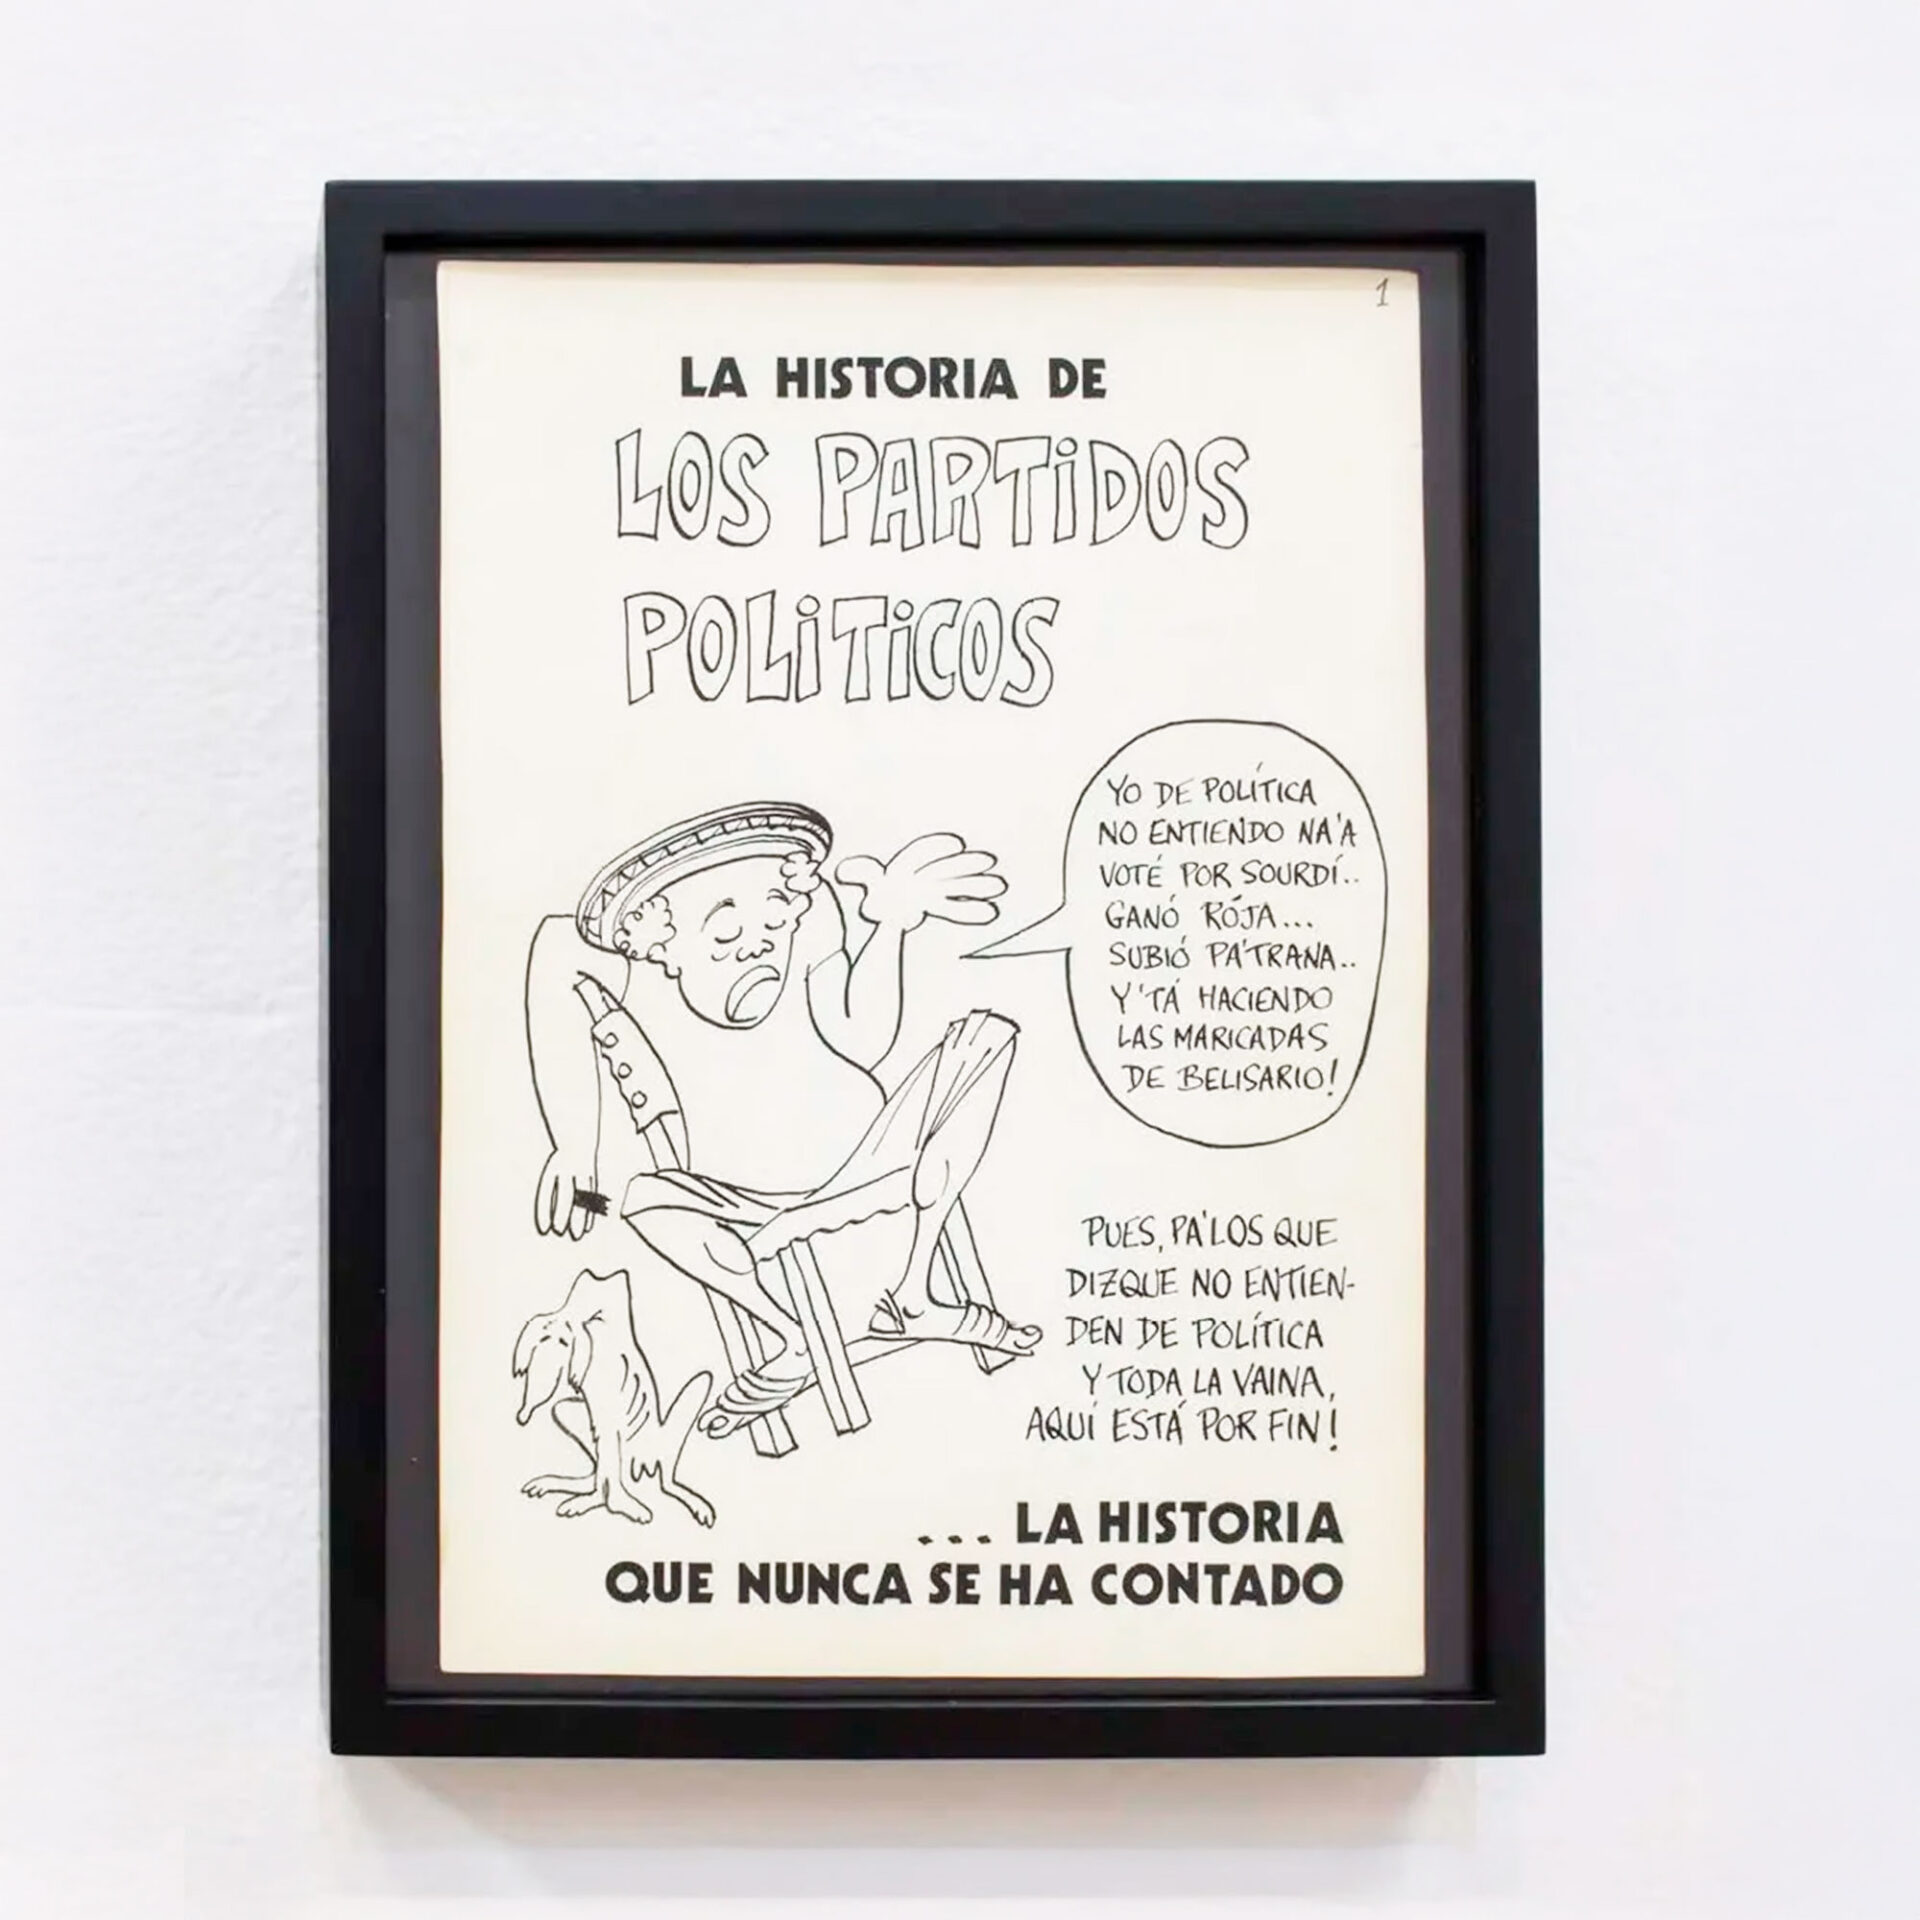 1
LA HISTORIA DE
LOS PARTiDOS
POLiTiCOS
YO DE POLÍTICA
NO ENTIENDO NA'A
VOTÉ POR SOURDÍ..
GANÓ RÓJA...
SUBIÓ PA'TRANA..
Y'TÁ HACIENDO
LAS MARICADAS
DE BELISARIO!
PUES, PA'LOS QUE
DIZQUE NO ENTIEN-
DEN DE POLÍTICA
Y TODA LA VAINA,
AQUÍ ESTÁ POR FIN!
... LA HISTORIA
QUE NUNCA SE HA CONTADO